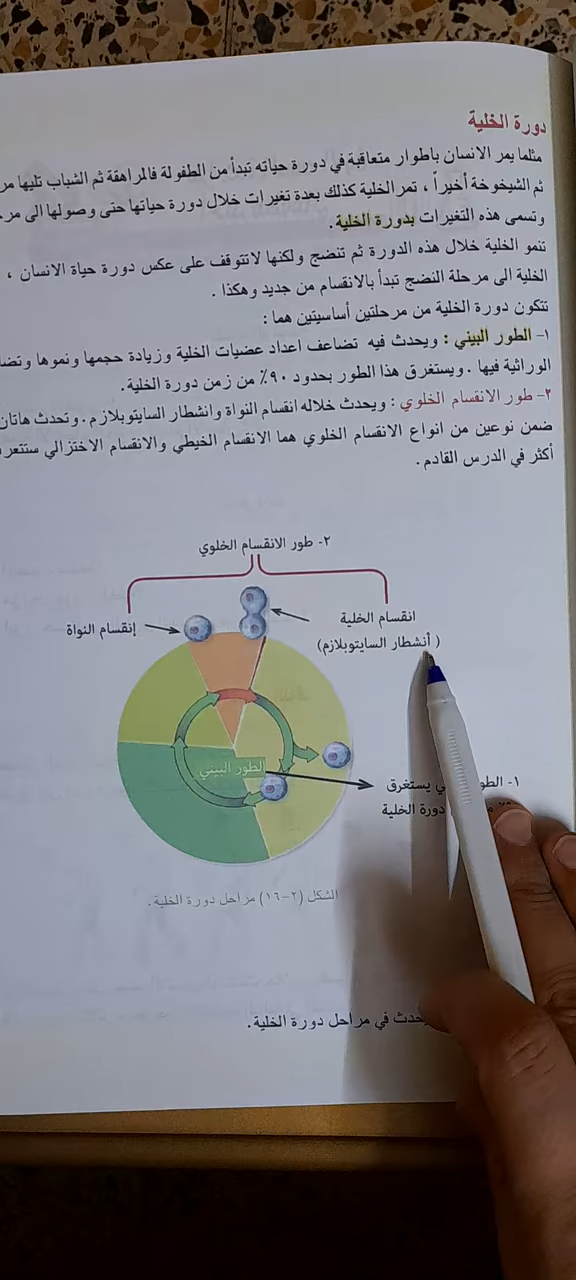 دورة الخلية
مثلما يمر الانسان باطوار متعاقبة في دورة حياته تبدأ من الطفولة فالمراهقة ثم الشباب تليها
ثم الشيخوخة أخيراً ، تمر الخلية كذلك بعدة تغيرات خلال دورة حياتها حتى وصولها الى
وتسمى هذه التغيرات بدورة الخلية .
تنمو الخلية خلال هذه الدورة ثم تنضج ولكنها لاتتوقف على عكس دورة حياة الانسان ،
الخلية الى مرحلة النضج تبدأ بالانقسام من جديد وهكذا .
تتكون دورة الخلية من مرحلتين أساسيتين هما :
١- الطور البيني : ويحدث فيه تضاعف اعداد عضيات الخلية وزيادة حجمها ونموها
الوراثية فيها . ويستغرق هذا الطور بحدود ٩٠٪ من زمن دورة الخلية.
٢- طور الانقسام الخلوي : ويحدث خلاله انقسام النواة وانشطار السايتوبلازم . وتحدث هاتان
ضمن نوعين من انواع الانقسام الخلوي هما الانقسام الخيطي والانقسام الاختزالي
أكثر في الدرس القادم .
٢- طور الانقسام الخلوي
انقسام الخلية
( أنشطار السايتوبلازم)
إنقسام النواة
الطور البيني
١- يستغرق
دورة الخلية
الشكل (٢-١٦) مراحل دورة الخلية .
في مراحل دورة الخلية .